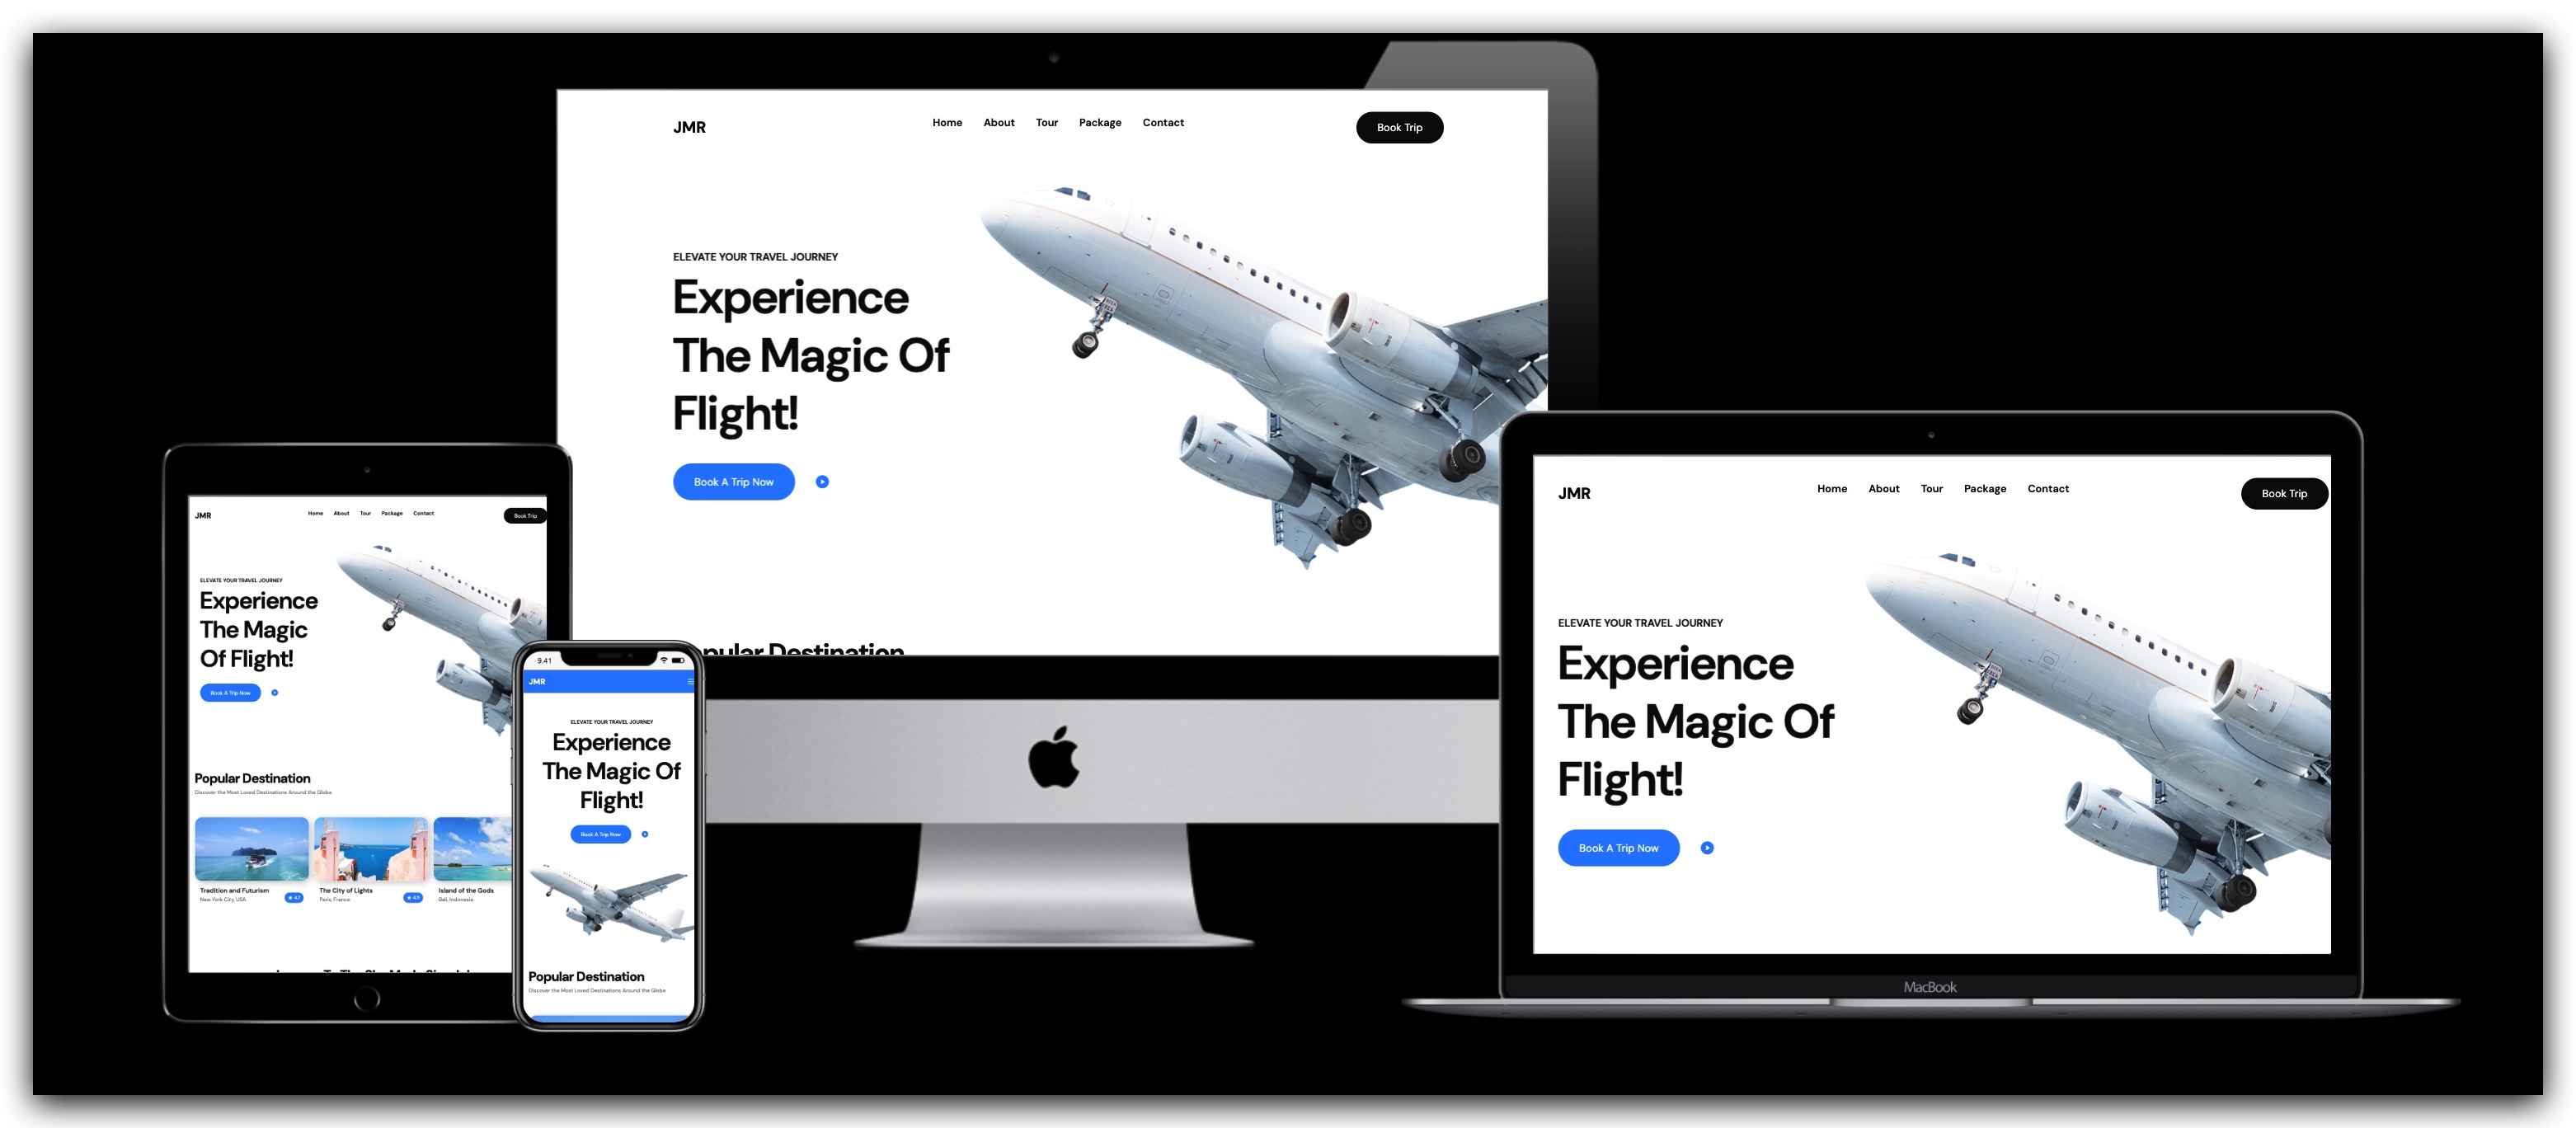 JMR
Home About Tour Package Contact
Book Trip
ELEVATE YOUR TRAVEL JOURNEY
Experience
The Magic Of
Flight!
Book A Trip Now
Popular Destination
JMR
Home About Tour Package Contact
Book Trip
ELEVATE YOUR TRAVEL JOURNEY
Experience
The Magic
Of Flight!
Book A Trip Now
Popular Destination
Discover the Most Loved Destinations Around the Globe
Tradition and Futurism
New York City, USA
4.7
The City of Lights
Paris, France
4.5
Island of the Gods
Bali, Indonesia
9:41
JMR
ELEVATE YOUR TRAVEL JOURNEY
Experience
The Magic Of
Flight!
Book A Trip Now
Popular Destination
Discover the Most Loved Destinations Around the Globe
JMR
Home About Tour Package Contact
Book Trip
ELEVATE YOUR TRAVEL JOURNEY
Experience
The Magic Of
Flight!
Book A Trip Now
MacBook